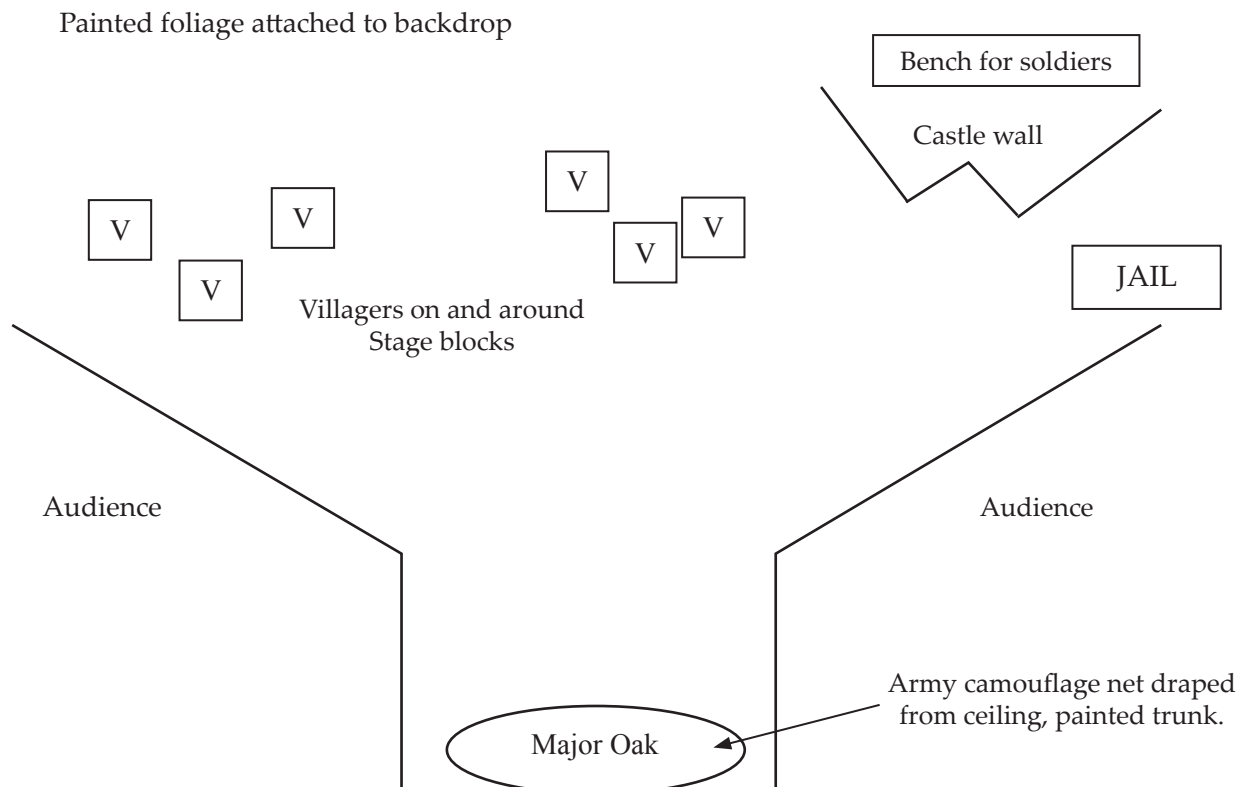 Painted foliage attached to backdrop
Bench for soldiers
Castle wall
V
V
V
V
V
V
JAIL
Villagers on and around
Stage blocks
Audience
Audience
Army camouflage net draped
from ceiling, painted trunk.
Major Oak